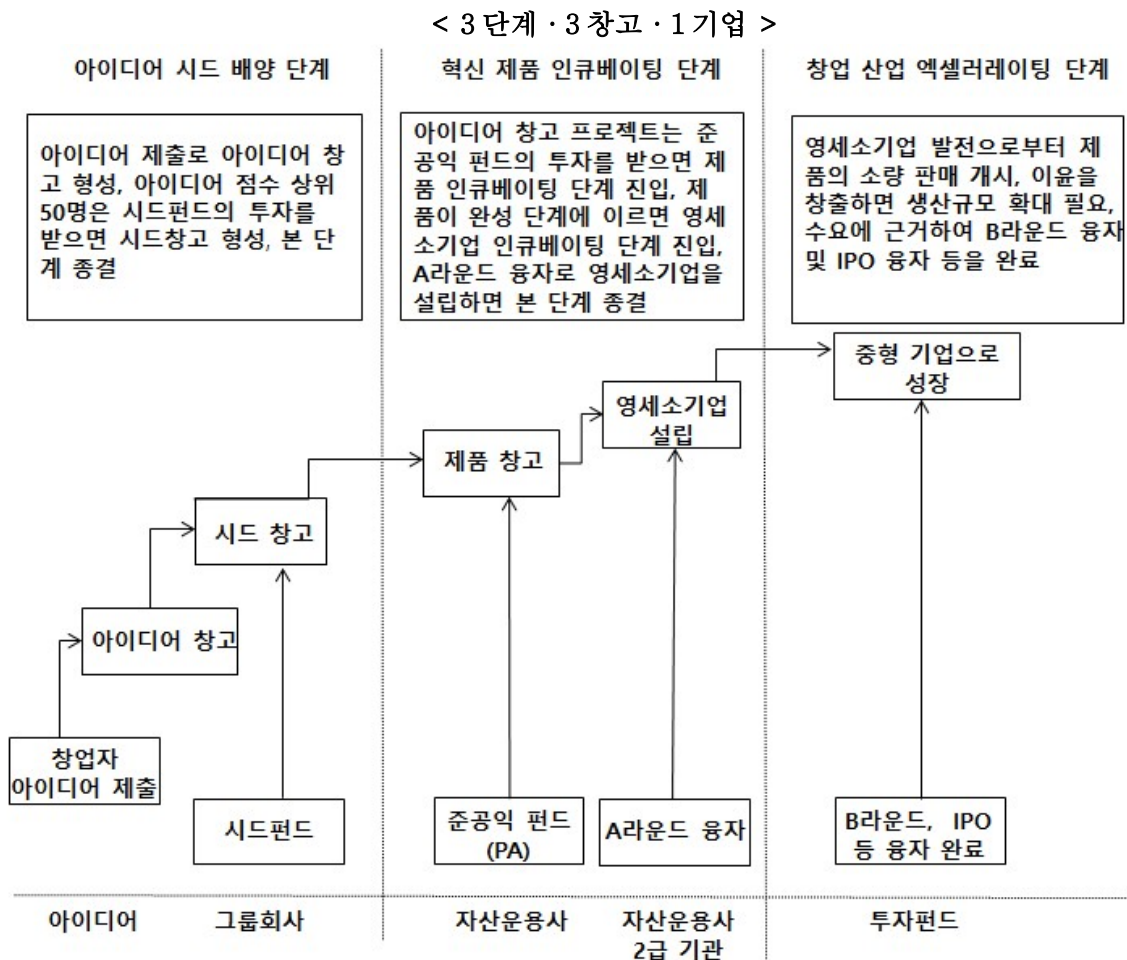 < 3단계·3창고·1기업 >
아이디어 시드 배양 단계
혁신 제품 인큐베이팅 단계
창업 산업 엑셀러레이팅 단계
아이디어 제출로 아이디어 창
고 형성, 아이디어 점수 상위
50명은 시드펀드의 투자를
받으면 시드창고 형성, 본 단
계 종결
아이디어 창고 프로젝트는 준
공익 펀드의 투자를 받으면 제
품 인큐베이팅 단계 진입, 제
품이 완성 단계에 이르면 영세
소기업 인큐베이팅 단계 진입,
A라운드 융자로 영세소기업을
설립하면 본 단계 종결
영세소기업 발전으로부터 제
품의 소량 판매 개시, 이윤을
창출하면 생산규모 확대 필요,
수요에 근거하여 B라운드 융자
및 IPO 융자 등을 완료
중형 기업으로
성장
영세소기업
설립
제품 창고
시드 창고
아이디어 창고
창업자
아이디어 제출
시드펀드
준공익 펀드
(PA)
A라운드 융자
B라운드, IPO
등 융자 완료
아이디어
그룹회사
자산운용사
자산운용사
2급 기관
투자펀드